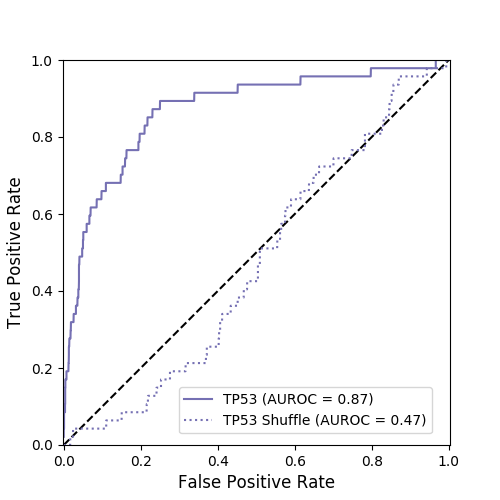 1.0
0.8
0.6
0.4
0.2
0.0
True Positive Rate
TP53 (AUROC = 0.87)
TP53 Shuffle (AUROC = 0.47)
0.0 0.2 0.4 0.6 0.8 1.0
False Positive Rate